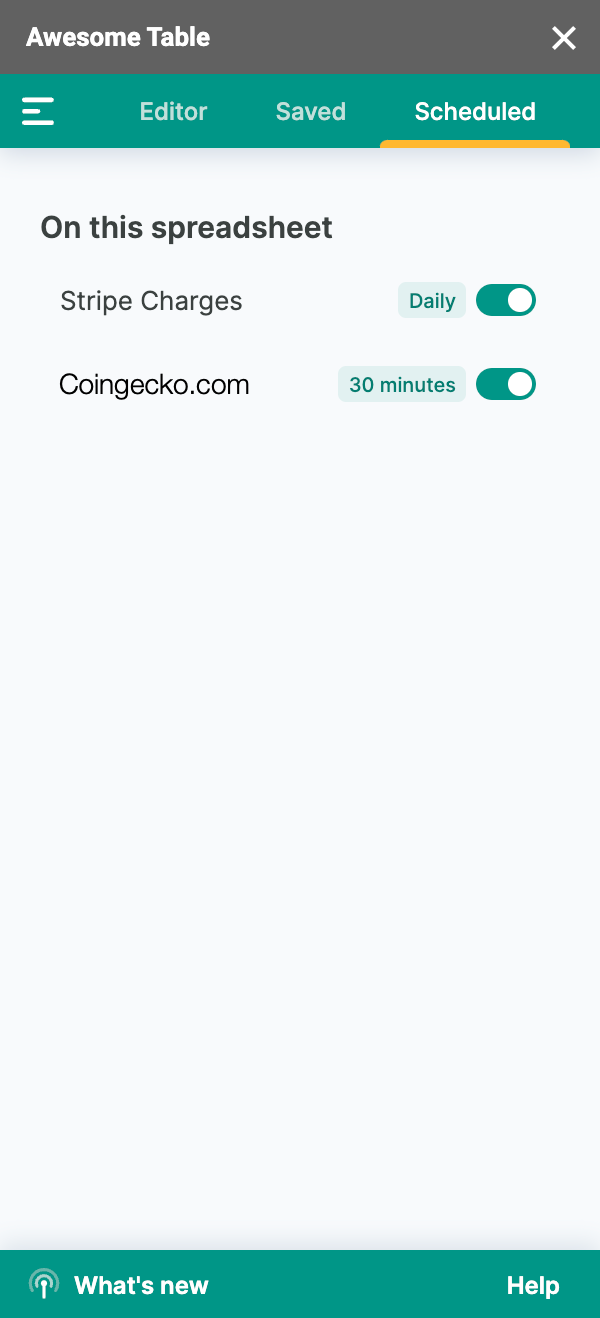 Awesome Table
Editor Saved Scheduled
On this spreadsheet
Stripe Charges Daily
Coingecko.com 30 minutes
What's new Help